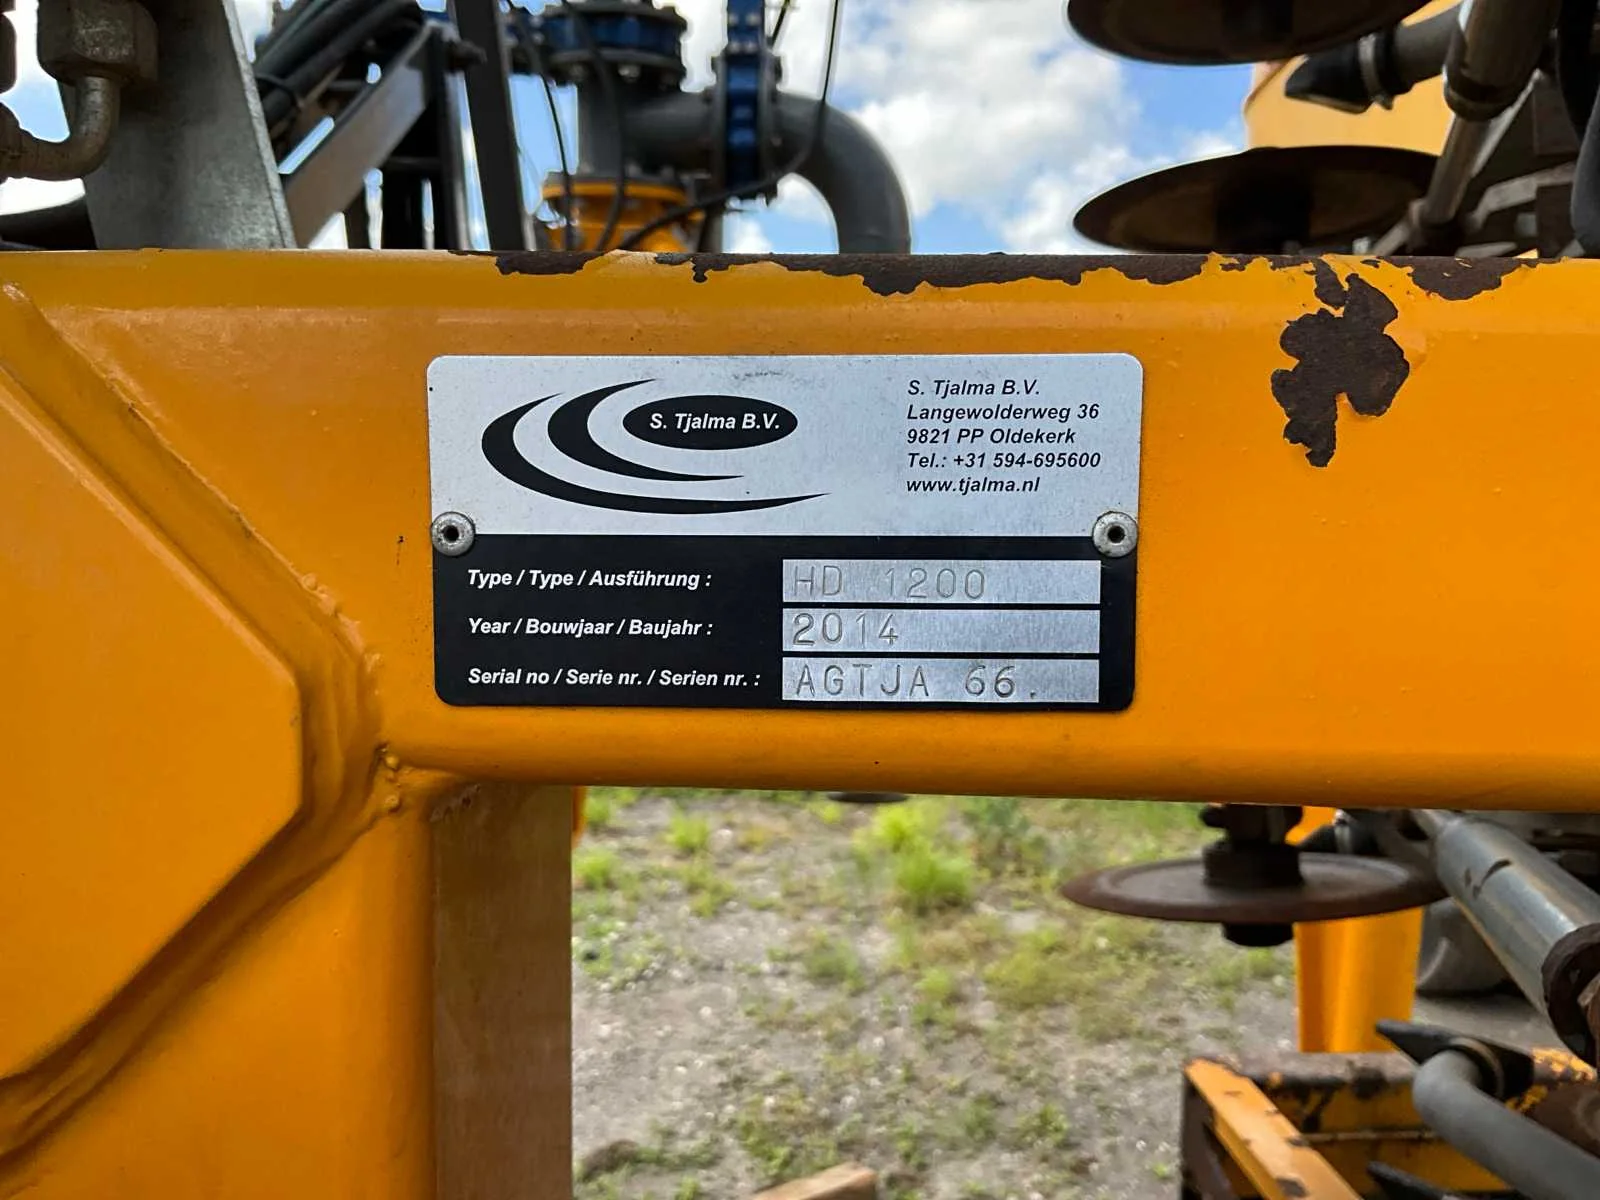 S. Tjalma B.V.
S. Tjalma B.V.
Langewolderweg 36
9821 PP Oldekerk
Tel.: +31 594-695600
www.tjalma.nl
Type / Type / Ausführung : HD 1200
Year / Bouwjaar / Baujahr : 2014
Serial no / Serie nr. / Serien nr. : AGTJA 66.